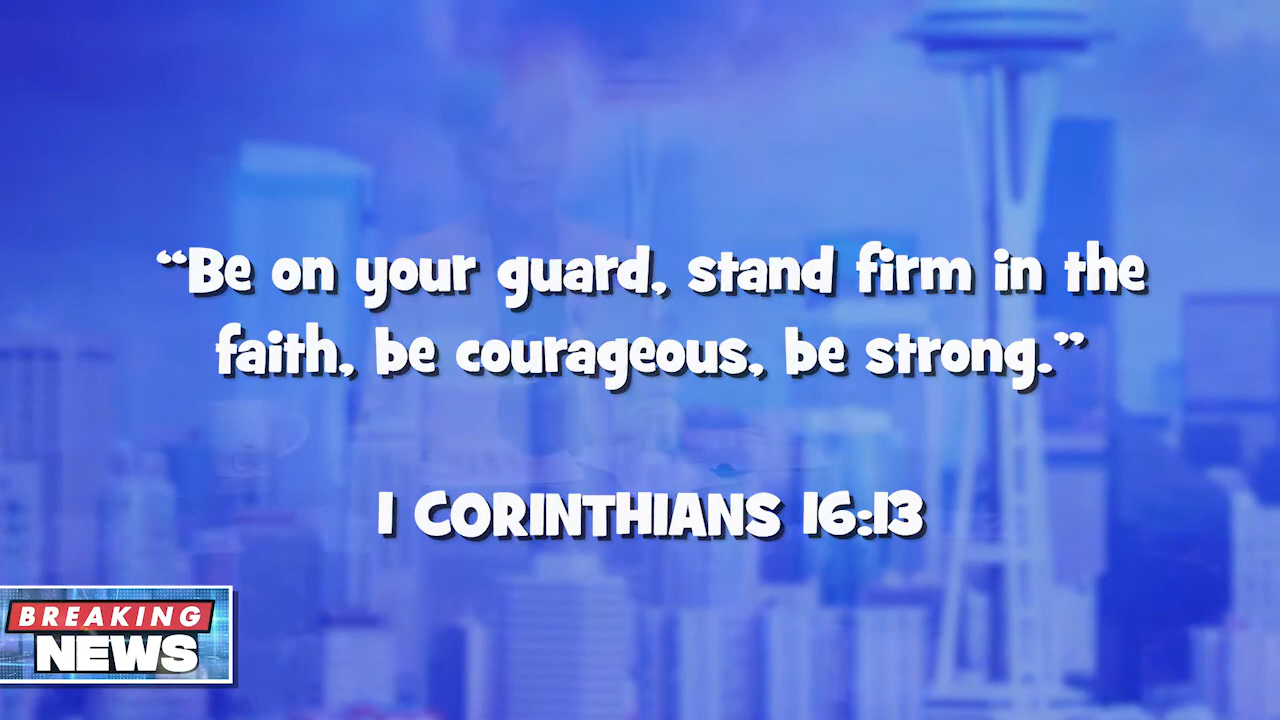 “Be on your guard, stand firm in the
faith, be courageous, be strong.”
1 CORINTHIANS 16:13
BREAKING
NEWS